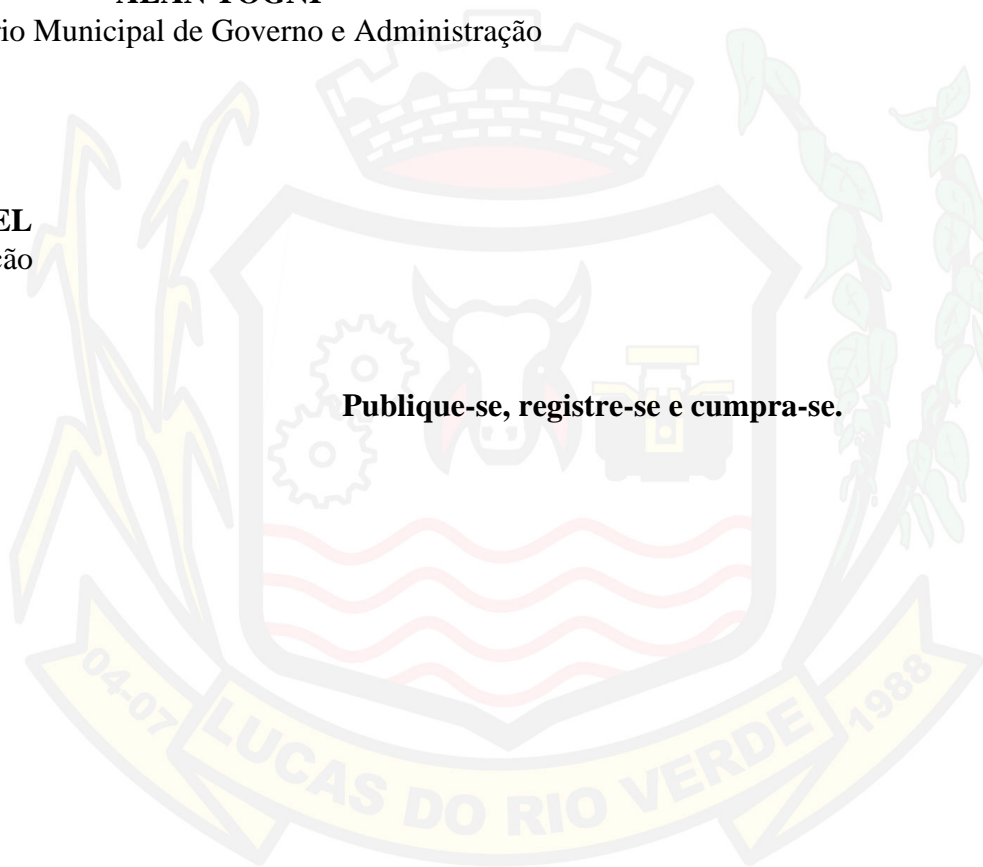 ALAN TOGNI
rio Municipal de Governo e Administração
EL
ção
Publique-se, registre-se e cumpra-se.
04-07
LUCAS DO RIO VERDE
1988